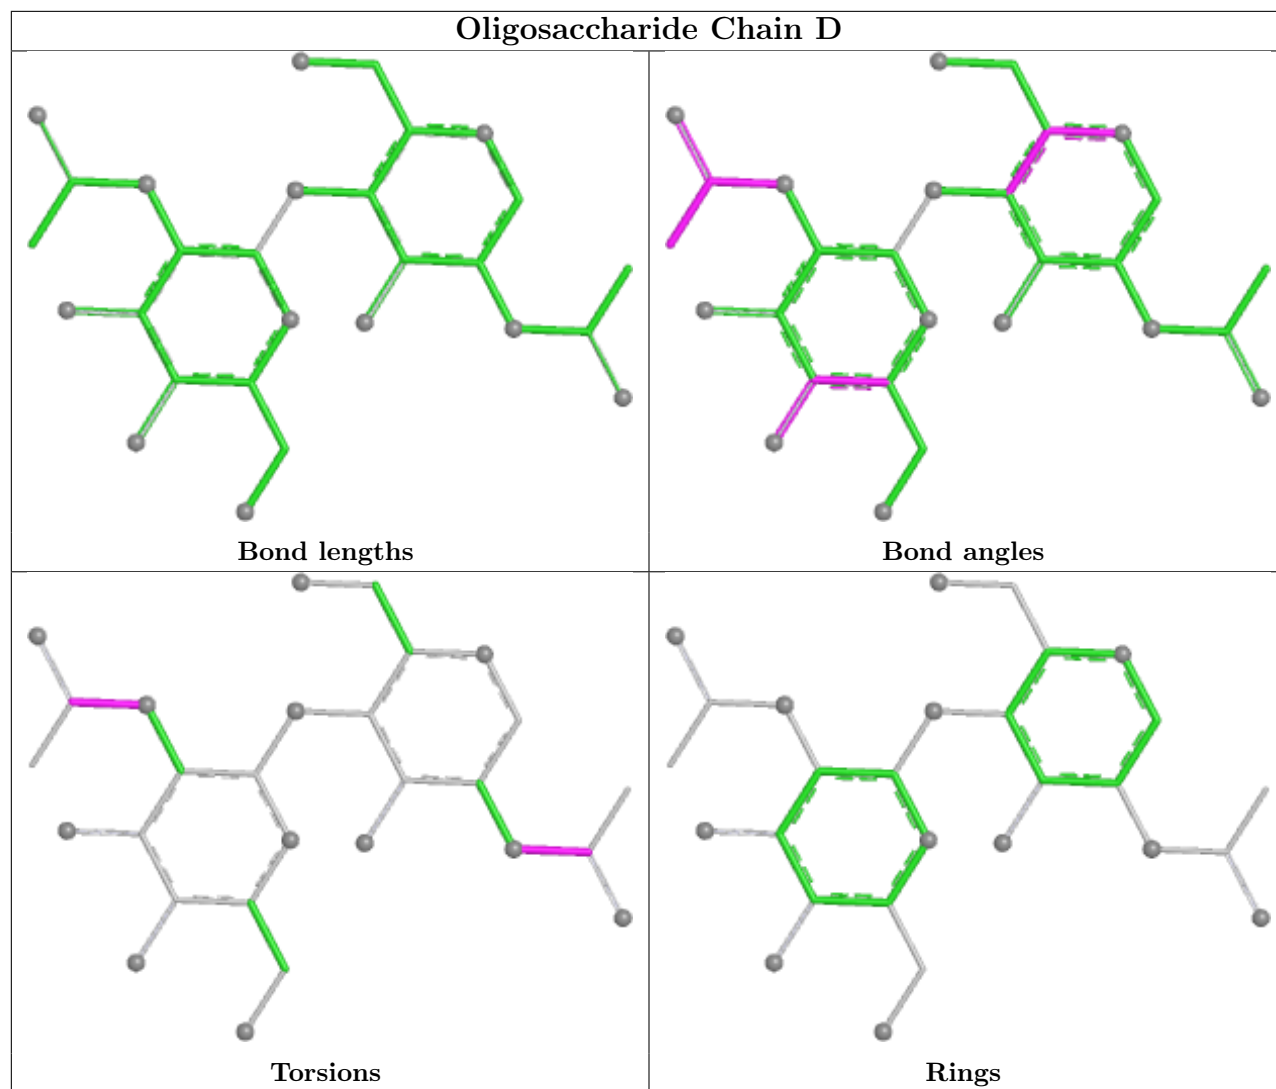 Oligosaccharide Chain D
Bond lengths
Bond angles
Torsions
Rings